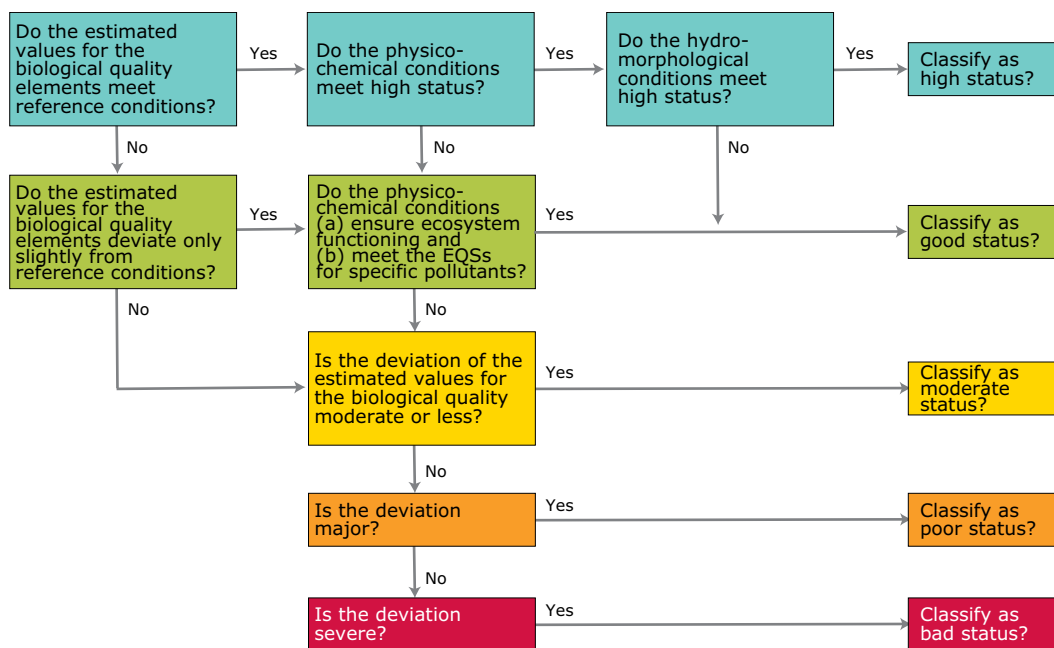 Do the estimated
values for the
biological quality
elements meet
reference conditions?
Yes
Do the physico-
chemical conditions
meet high status?
Yes
Do the hydro-
morphological
conditions meet
high status?
Yes
Classify as
high status?
No
No
No
Do the estimated
values for the
biological quality
elements deviate only
slightly from
reference conditions?
Yes
Do the physico-
chemical conditions
(a) ensure ecosystem
functioning and
(b) meet the EQSs
for specific pollutants?
Yes
Classify as
good status?
No
No
Is the deviation of the
estimated values for
the biological quality
moderate or less?
Yes
Classify as
moderate
status?
No
Is the deviation
major?
Yes
Classify as
poor status?
No
Is the deviation
severe?
Yes
Classify as
bad status?